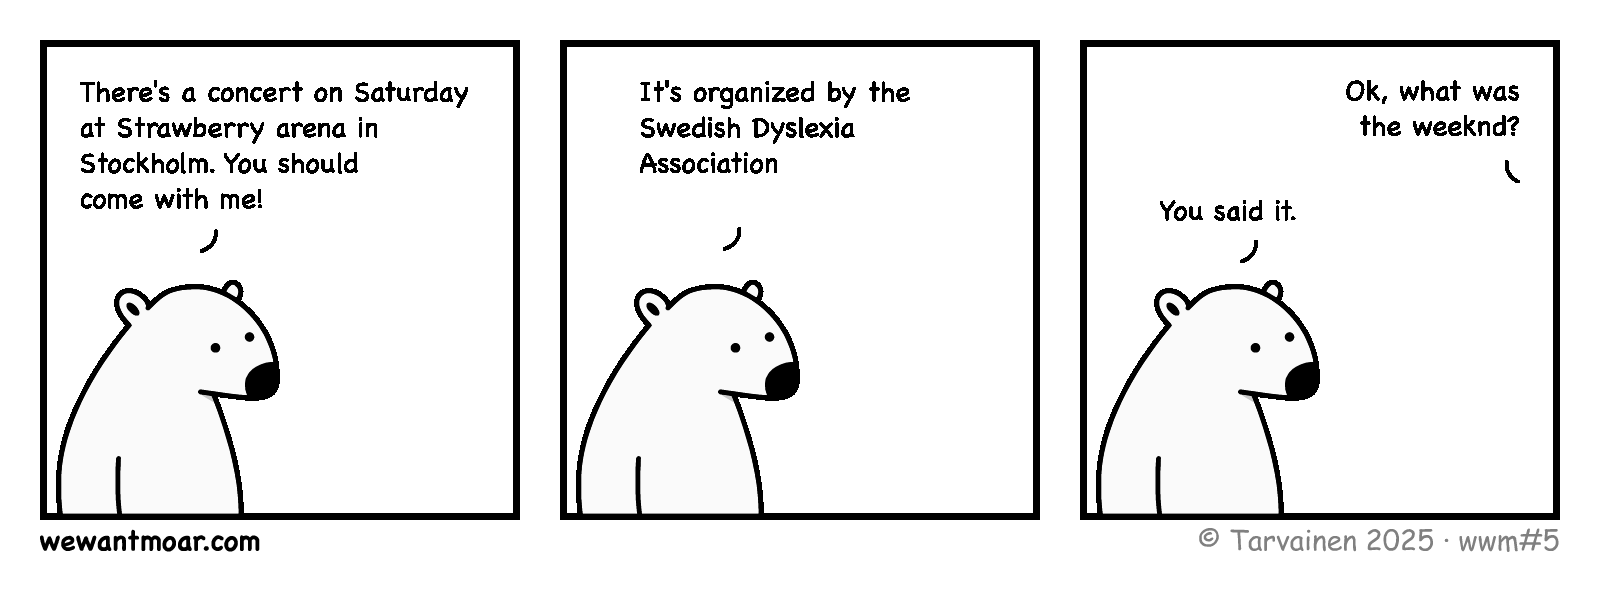 There's a concert on Saturday
at Strawberry arena in
Stockholm. You should
come with me!
It's organized by the
Swedish Dyslexia
Association
Ok, what was
the weeknd?
You said it.
wewantmoar.com
© Tarvainen 2025 · wwm#5